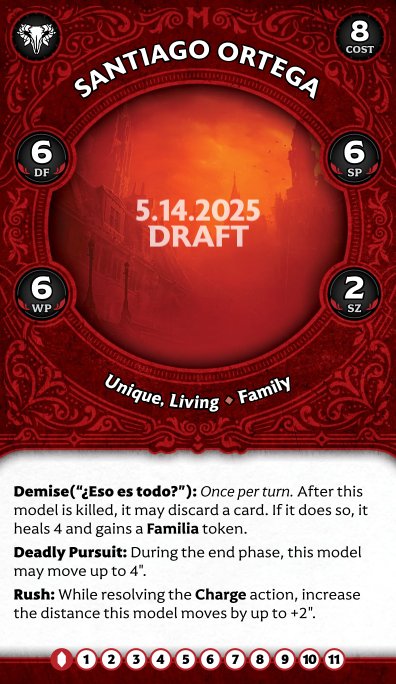 8
COST
SANTIAGO ORTEGA
6
DF
6
SP
5.14.2025
DRAFT
6
WP
2
SZ
Unique, Living ⬥ Family
Demise(“¿Eso es todo?”): Once per turn. After this
model is killed, it may discard a card. If it does so, it
heals 4 and gains a Familia token.
Deadly Pursuit: During the end phase, this model
may move up to 4".
Rush: While resolving the Charge action, increase
the distance this model moves by up to +2".
1 2 3 4 5 6 7 8 9 10 11